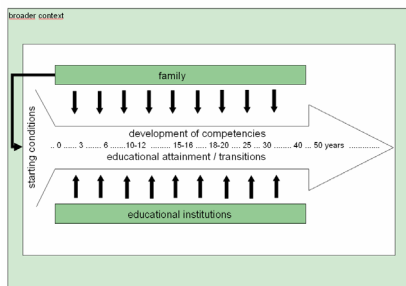 broader context
family
starting conditions
development of competencies
.. 0 ...... 3 ....... 6 ......10-12 .......... 15-16 ...... 18-20 .... 25 ... 30 ........ 40 ... 50 years ...............
educational attainment / transitions
educational institutions